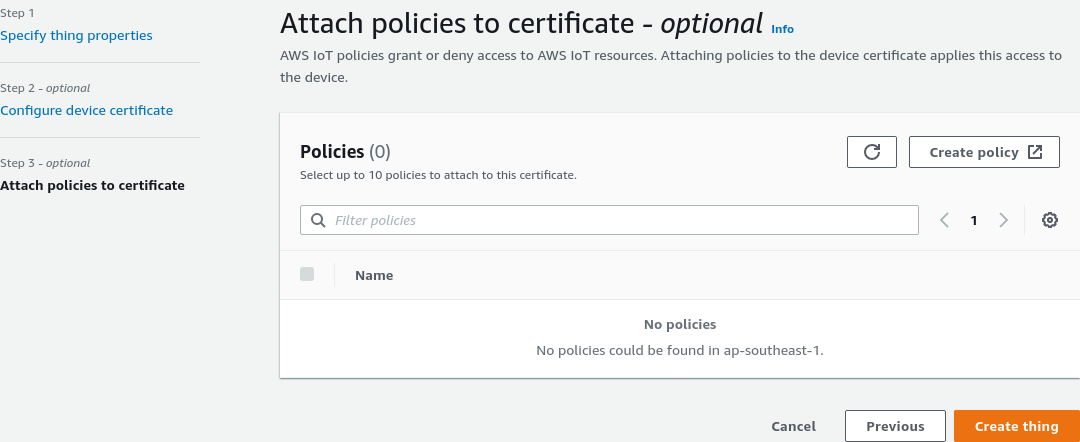 Step 1
Specify thing properties
Step 2 - optional
Configure device certificate
Step 3 - optional
Attach policies to certificate
Attach policies to certificate - optional Info
AWS IoT policies grant or deny access to AWS IoT resources. Attaching policies to the device certificate applies this access to
the device.
Policies (0)
Select up to 10 policies to attach to this certificate.
Create policy
Filter policies
1
Name
No policies
No policies could be found in ap-southeast-1.
Cancel
Previous
Create thing